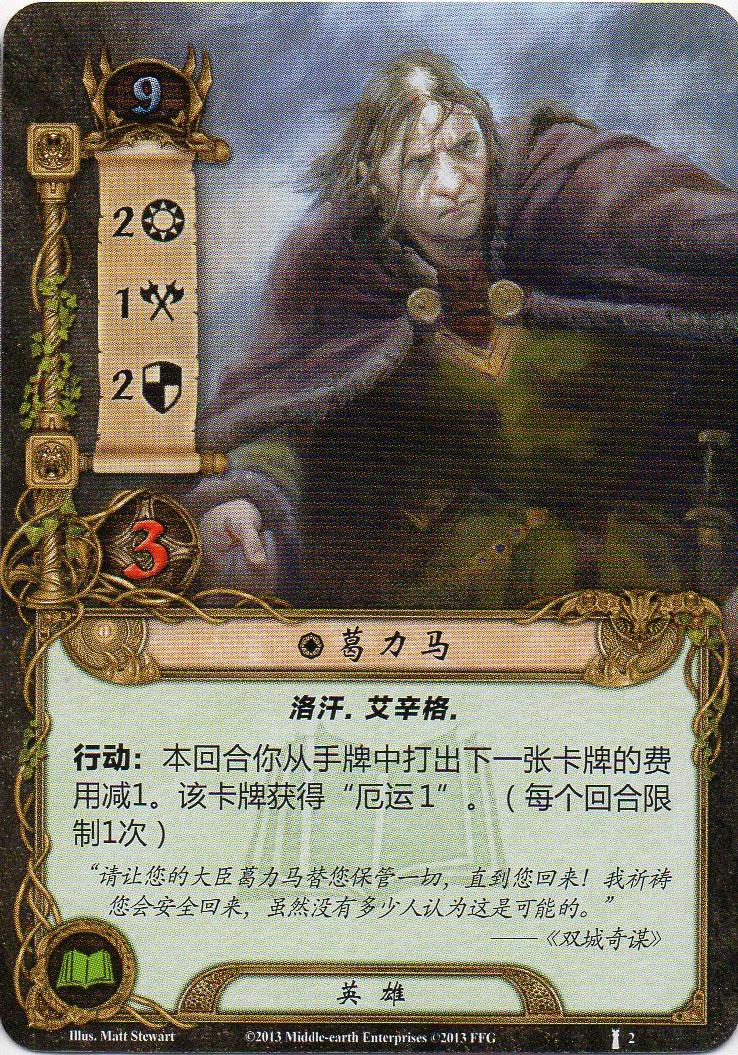 9
2
1
2
3
葛力马
洛汗. 艾辛格.
行动：本回合你从手牌中打出下一张卡牌的费
用减1。该卡牌获得“厄运1”。（每个回合限
制1次）
“请让您的大臣葛力马替您保管一切，直到您回来！我祈祷
您会安全回来，虽然没有多少人认为这是可能的。”
——《双城奇谋》
英雄
Illus. Matt Stewart ©2013 Middle-earth Enterprises ©2013 FFG 2